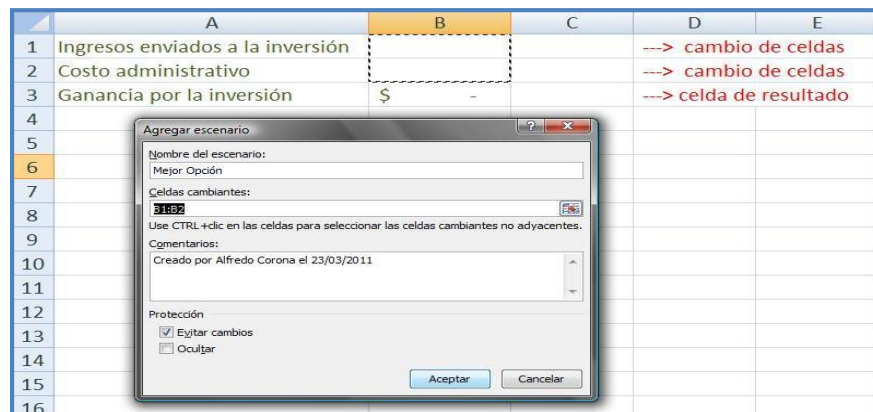 A B C D E
1 Ingresos enviados a la inversión ---> cambio de celdas
2 Costo administrativo ---> cambio de celdas
3 Ganancia por la inversión $ - ---> celda de resultado
4
Agregar escenario
5
Nombre del escenario:
6 Mejor Opción
7 Celdas cambiantes:
8 B1:B2
Use CTRL+clic en las celdas para seleccionar las celdas cambiantes no adyacentes.
9
Comentarios:
10 Creado por Alfredo Corona el 23/03/2011
11
12
Protección
13 Evitar cambios
14 Ocultar
15 Aceptar Cancelar
16